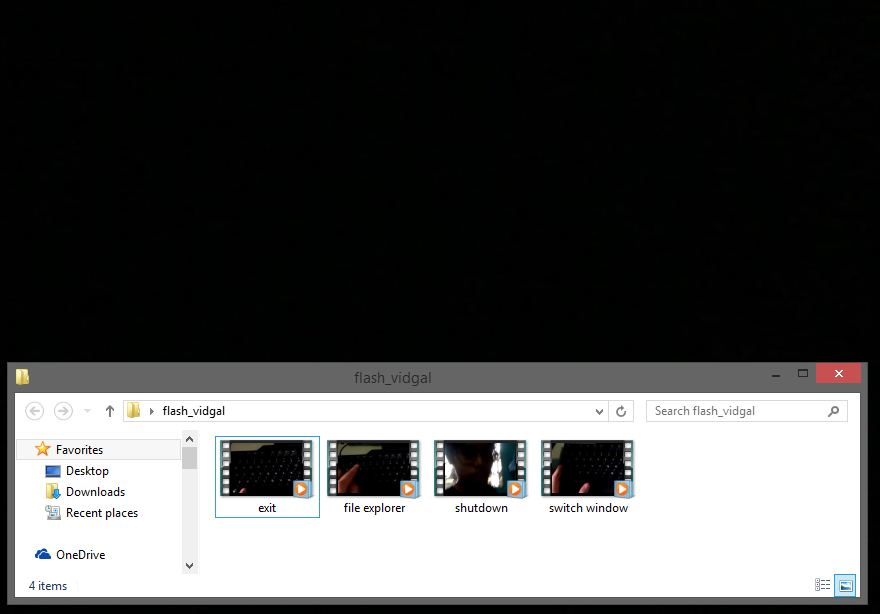 flash_vidgal
flash_vidgal
Search flash_vidgal
Favorites
Desktop
Downloads
Recent places
OneDrive
exit
file explorer
shutdown
switch window
4 items